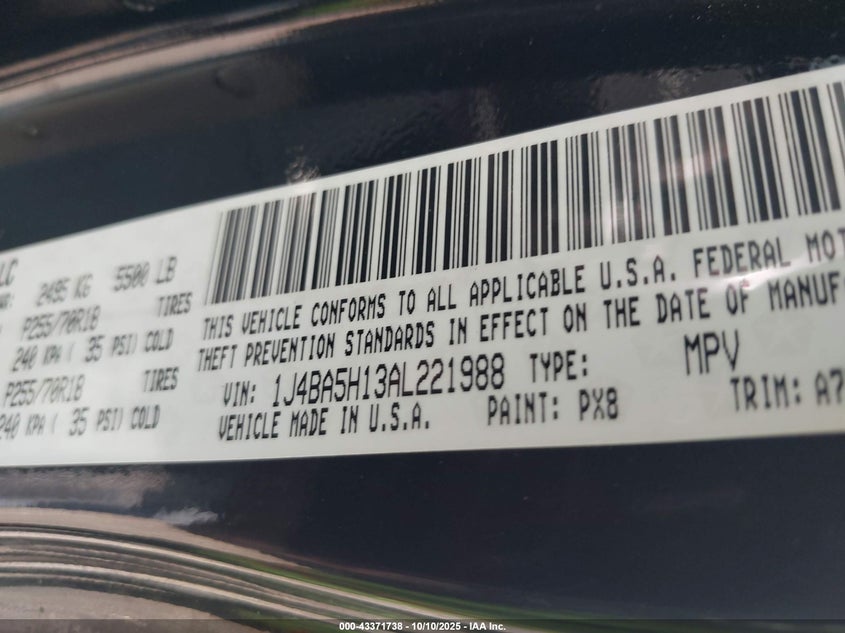 LC
2495 KG 5500 LB
P255/70R18 TIRES
240 KPA ( 35 PSI) COLD
P255/70R18 TIRES
240 KPA ( 35 PSI) COLD
THIS VEHICLE CONFORMS TO ALL APPLICABLE U.S.A. FEDERAL MOT
THEFT PREVENTION STANDARDS IN EFFECT ON THE DATE OF MANUF
VIN: 1J4BA5H13AL221988 TYPE: MPV
VEHICLE MADE IN U.S.A. PAINT: PX8 TRIM: A7
000-43371738 - 10/10/2025 - IAA Inc.